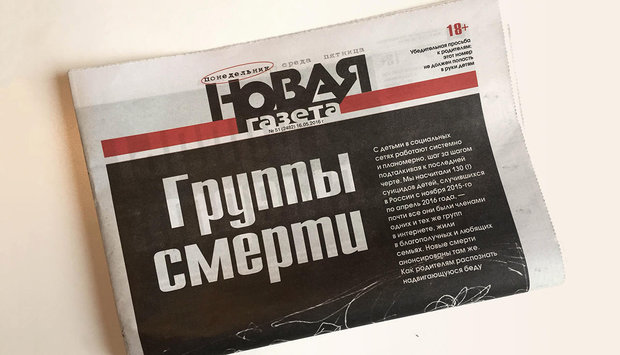 понедельник среда пятница
НОВАЯ
газета
№ 51 (2482) 16.05.2016 г.
18+
Убедительная просьба
к родителям:
этот номер
не должен попасть
в руки детям
Группы
смерти
С детьми в социальных
сетях работают системно
и планомерно, шаг за шагом
подталкивая к последней
черте. Мы насчитали 130 (!)
суицидов детей, случившихся
в России с ноября 2015-го
по апрель 2016 года, —
почти все они были членами
одних и тех же групп
в интернете, жили
в благополучных и любящих
семьях. Новые смерти
анонсированы там же.
Как родителям распознать
надвигающуюся беду